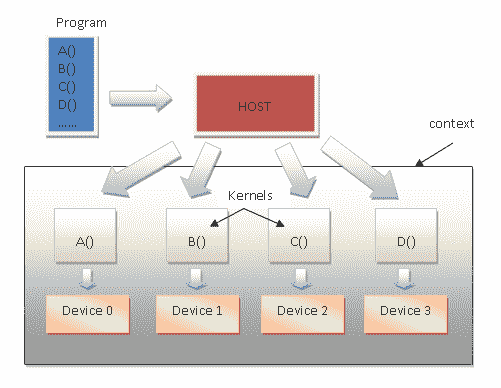 Program
A()
B()
C()
D()
......
HOST
context
Kernels
A()
B()
C()
D()
Device 0
Device 1
Device 2
Device 3